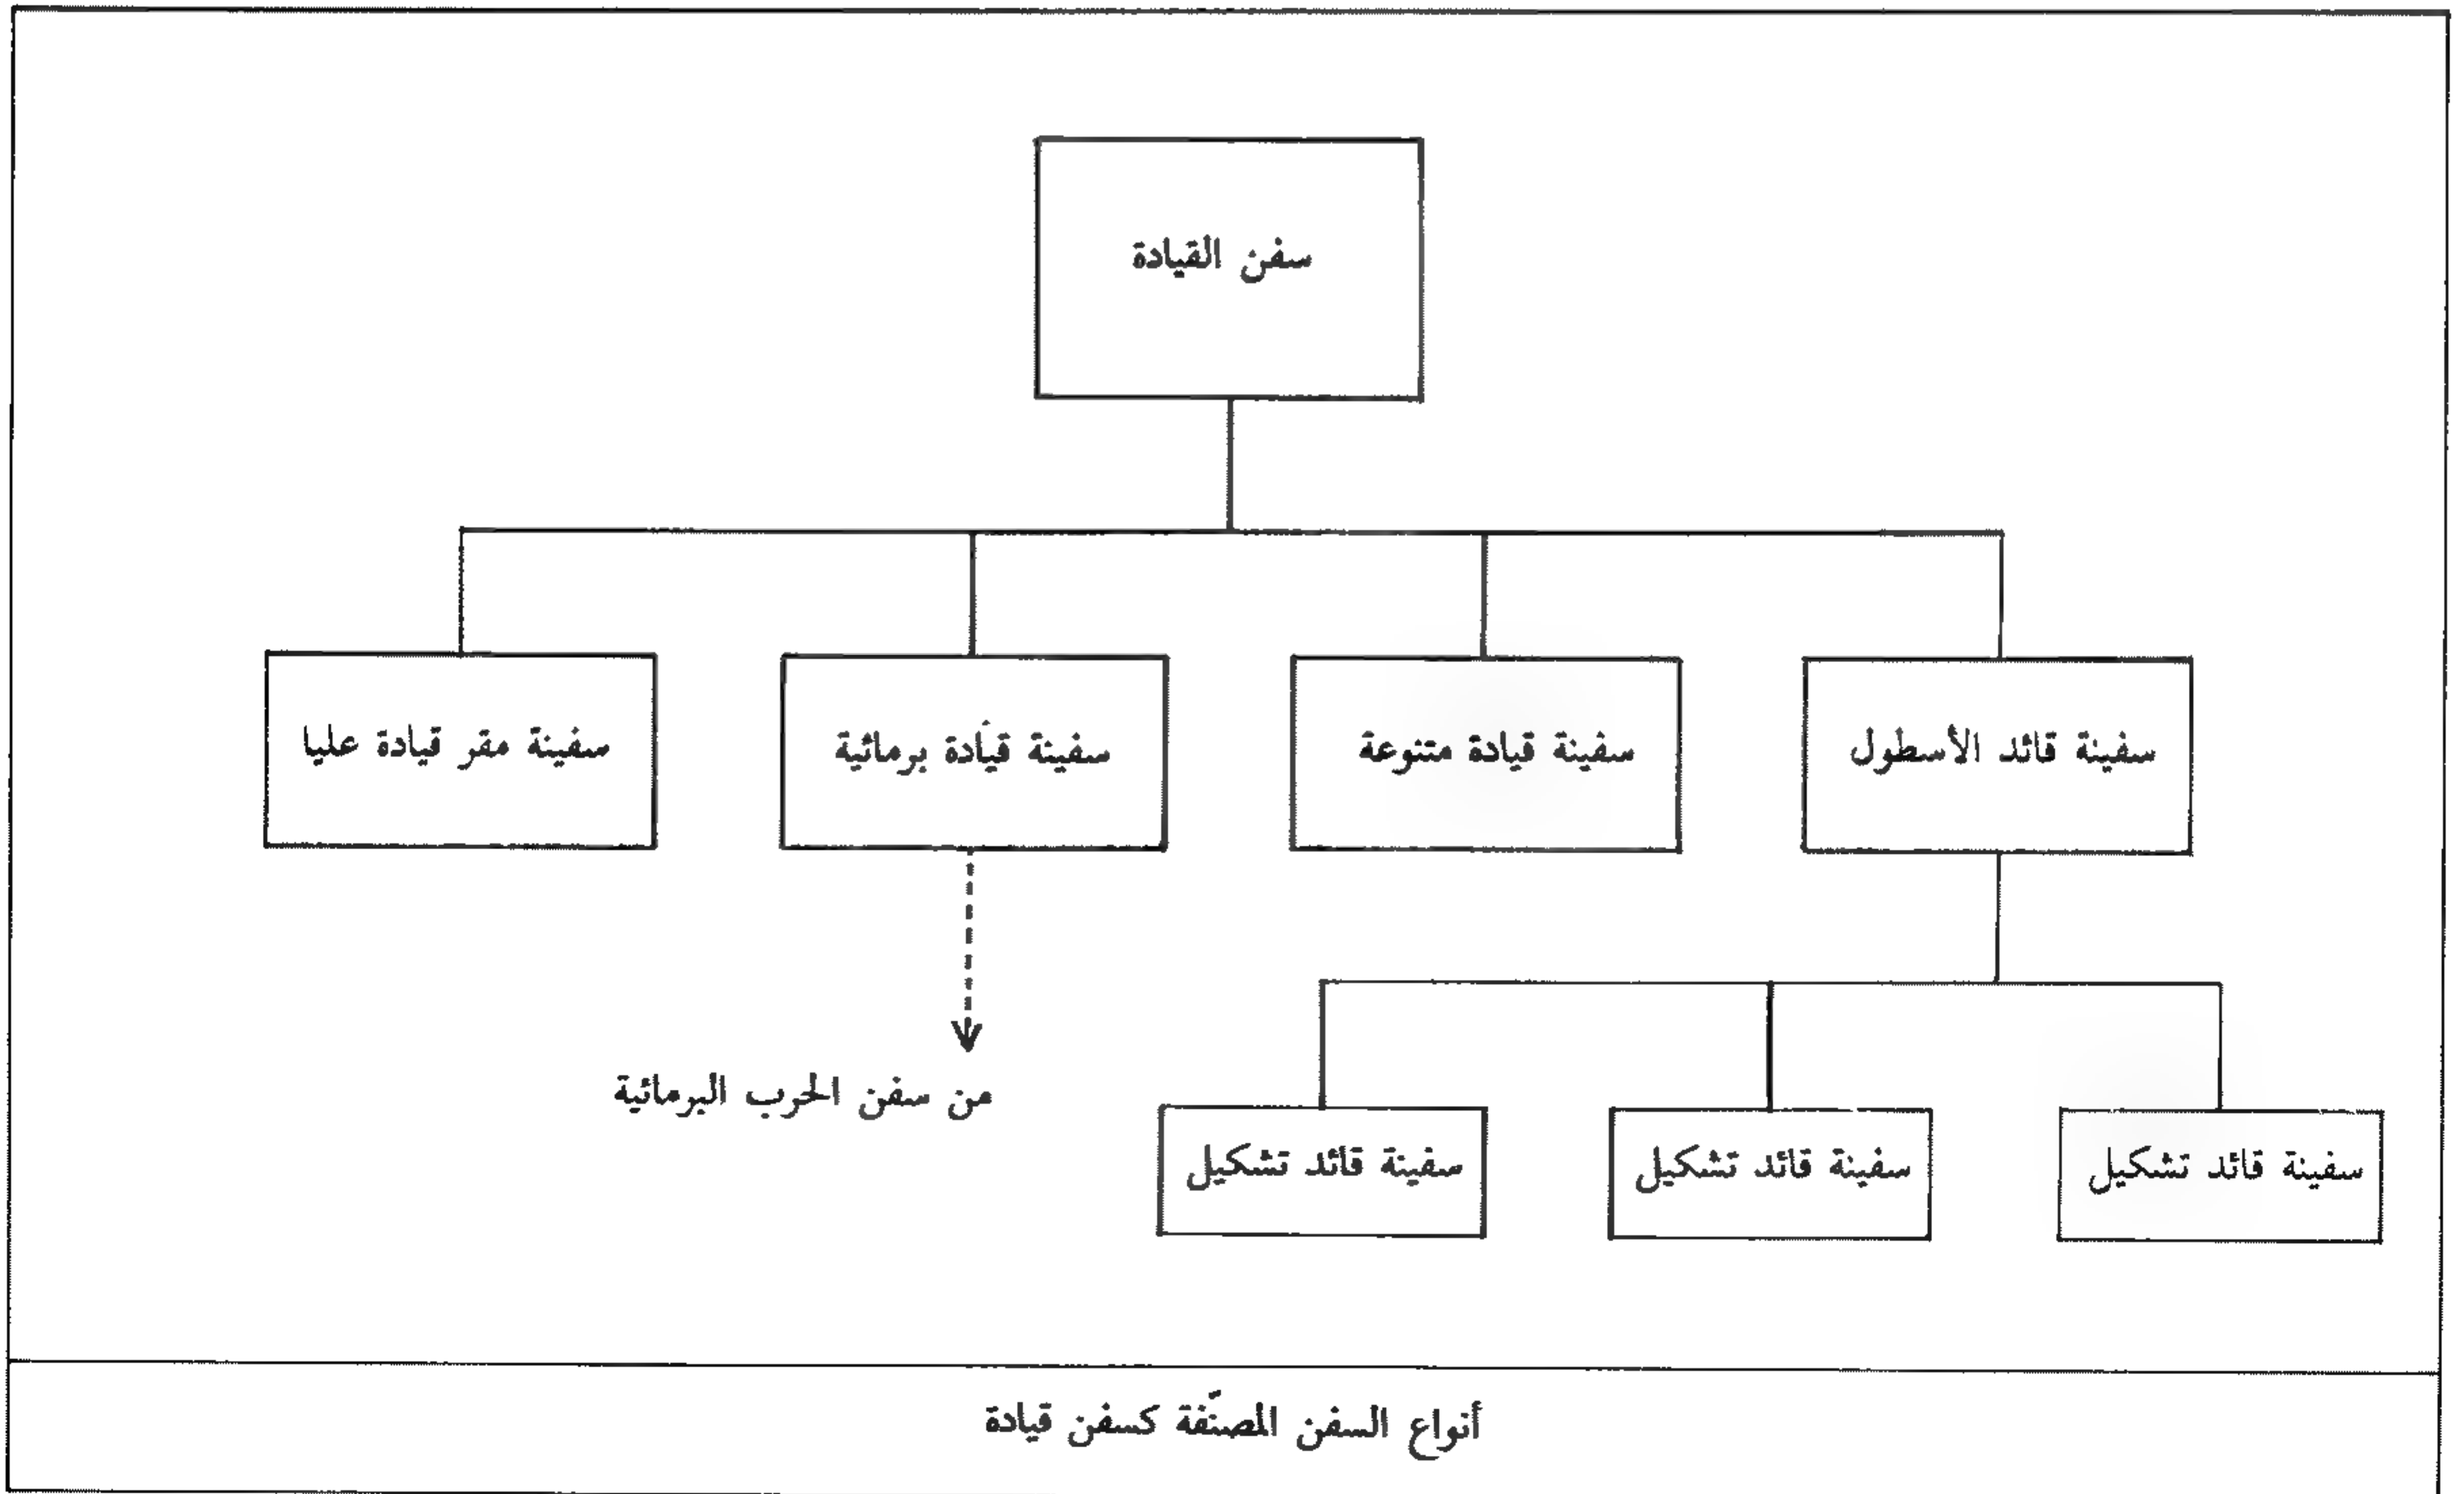 سفن القيادة
سفينة قائد الأسطول
سفينة قيادة متنوعة
سفينة قيادة برمائية
سفينة مقر قيادة عليا
من سفن الحرب البرمائية
سفينة قائد تشكيل
سفينة قائد تشكيل
سفينة قائد تشكيل
أنواع السفن المصنّفة كسفن قيادة